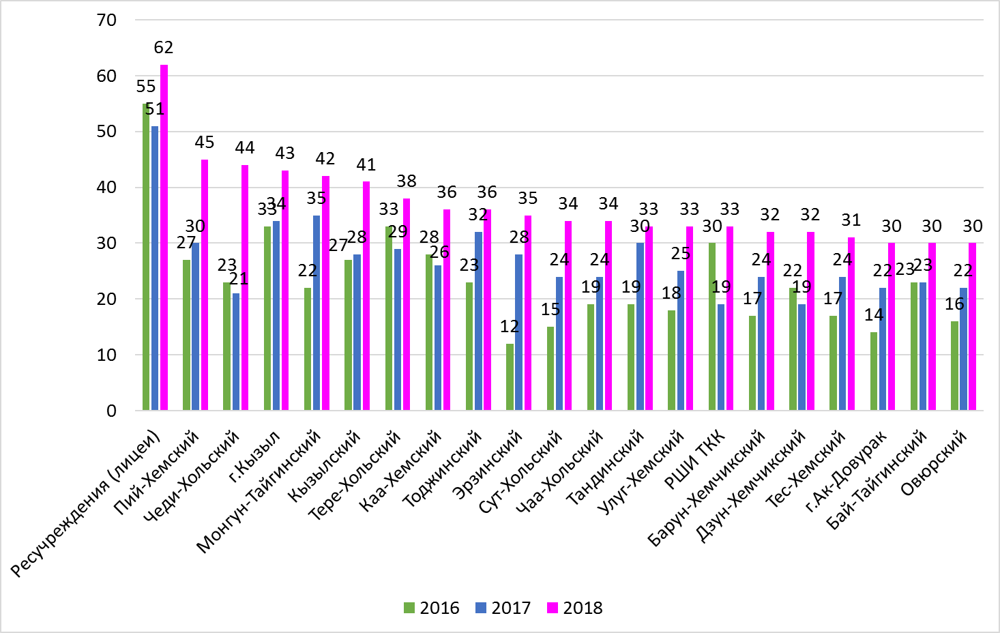 70
60
50
40
30
20
10
0
55 51 62
27 30 45
23 21 44
33 34 43
22 35 42
27 28 41
33 29 38
28 26 36
23 32 36
12 28 35
15 24 34
19 24 34
19 30 33
18 25 33
30 19 33
17 24 32
22 19 32
17 24 31
14 22 30
23 23 30
16 22 30
Ресучреждения (лицеи)
Пий-Хемский
Чеди-Хольский
г.Кызыл
Монгун-Тайгинский
Кызылский
Тере-Хольский
Каа-Хемский
Тоджинский
Эрзинский
Сут-Хольский
Чаа-Хольский
Тандинский
Улуг-Хемский
РШИ ТКК
Барун-Хемчикский
Дзун-Хемчикский
Тес-Хемский
г.Ак-Довурак
Бай-Тайгинский
Овюрский
2016 2017 2018